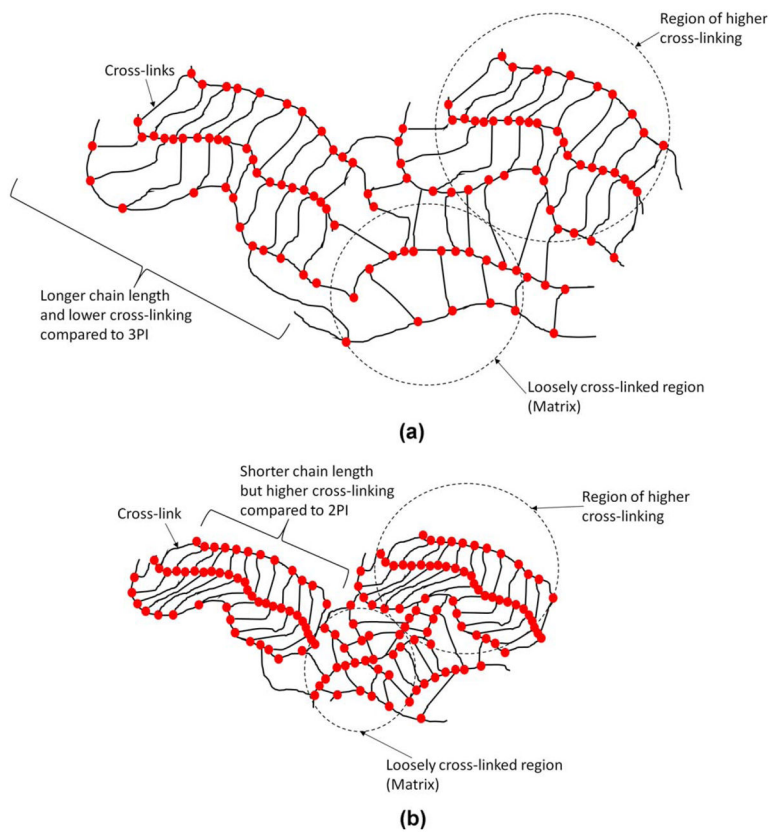 Region of higher
cross-linking
Cross-links
Longer chain length
and lower cross-linking
compared to 3PI
Loosely cross-linked region
(Matrix)
(a)
Shorter chain length
but higher cross-linking
compared to 2PI
Region of higher
cross-linking
Cross-link
Loosely cross-linked region
(Matrix)
(b)